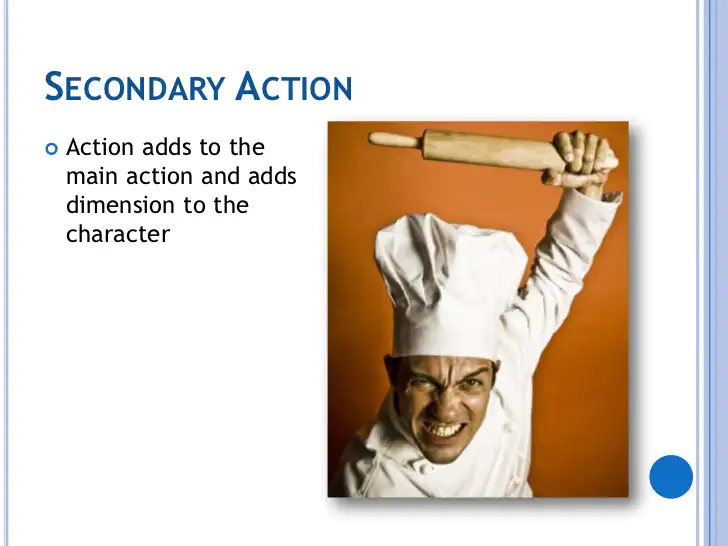 SECONDARY ACTION
Action adds to the
main action and adds
dimension to the
character